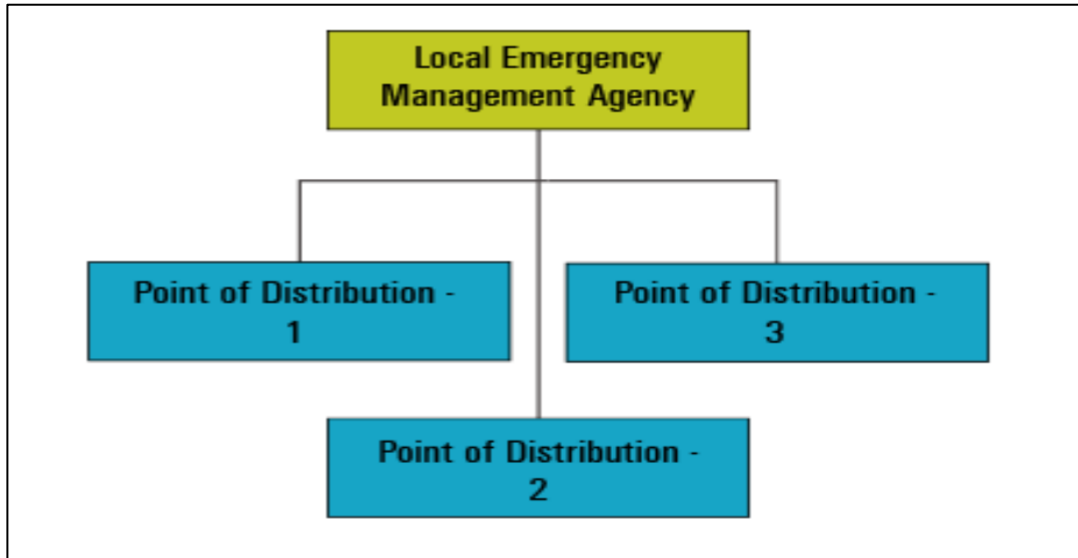 Local Emergency
Management Agency
Point of Distribution -
1
Point of Distribution -
3
Point of Distribution -
2